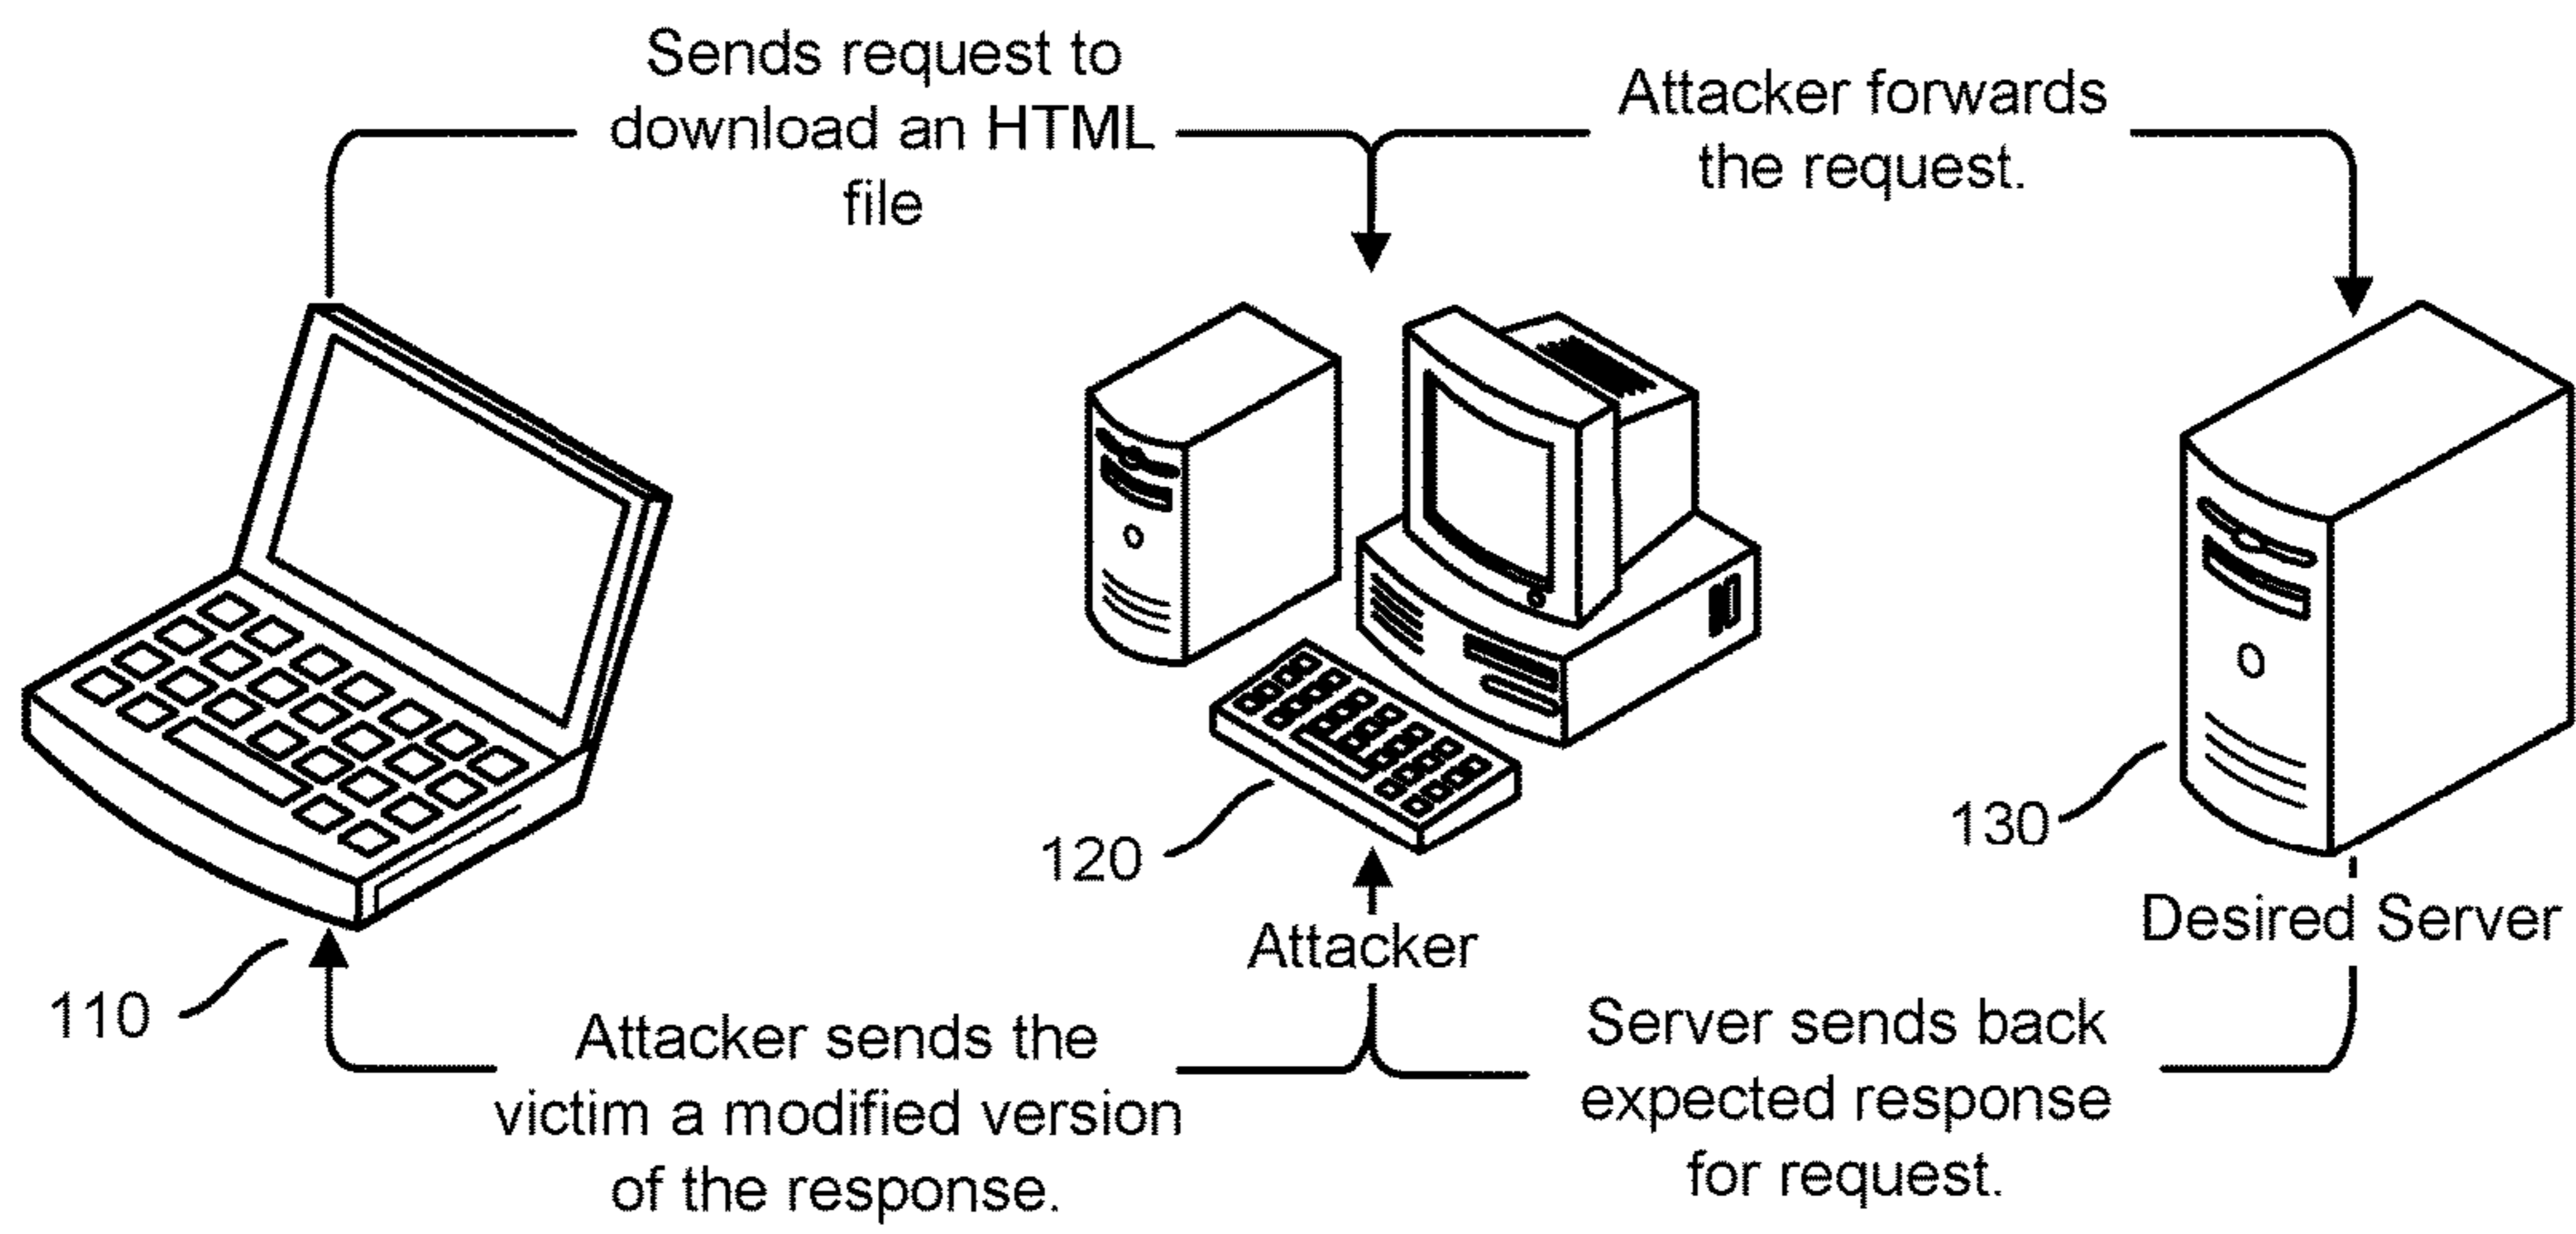 Sends request to
download an HTML
file
Attacker forwards
the request.
120
130
Attacker
Desired Server
110
Attacker sends the
victim a modified version
of the response.
Server sends back
expected response
for request.